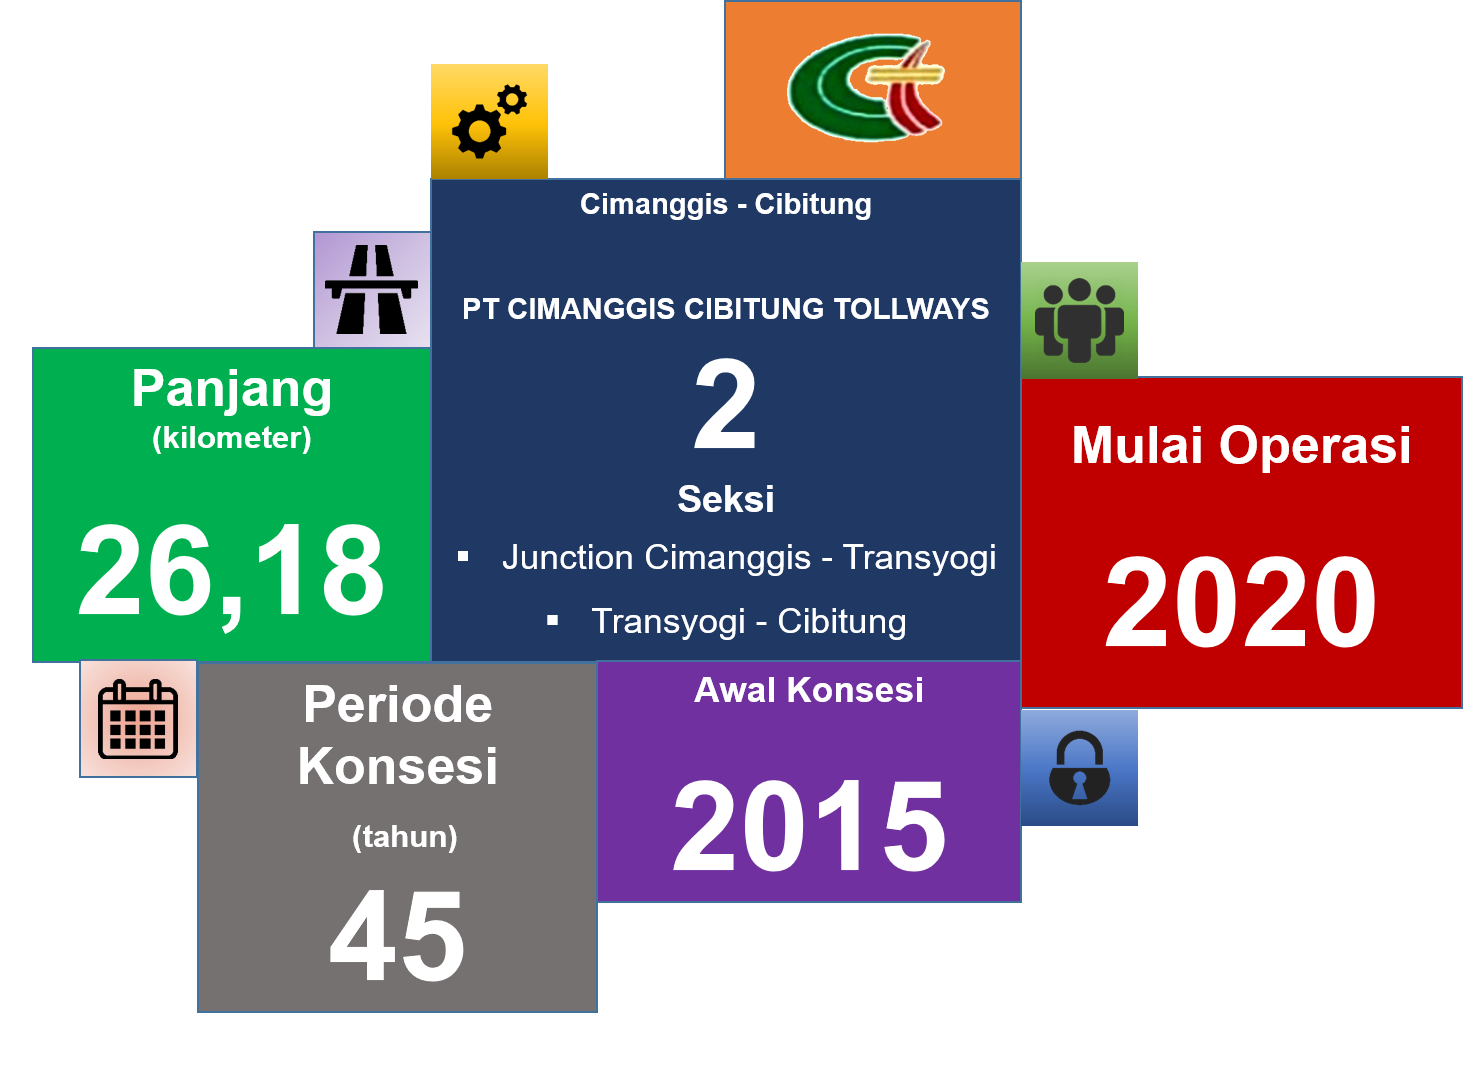 Cimanggis - Cibitung
PT CIMANGGIS CIBITUNG TOLLWAYS
2
Seksi
▪ Junction Cimanggis - Transyogi
▪ Transyogi - Cibitung
Panjang
(kilometer)
26,18
Mulai Operasi
2020
Periode
Konsesi
(tahun)
45
Awal Konsesi
2015